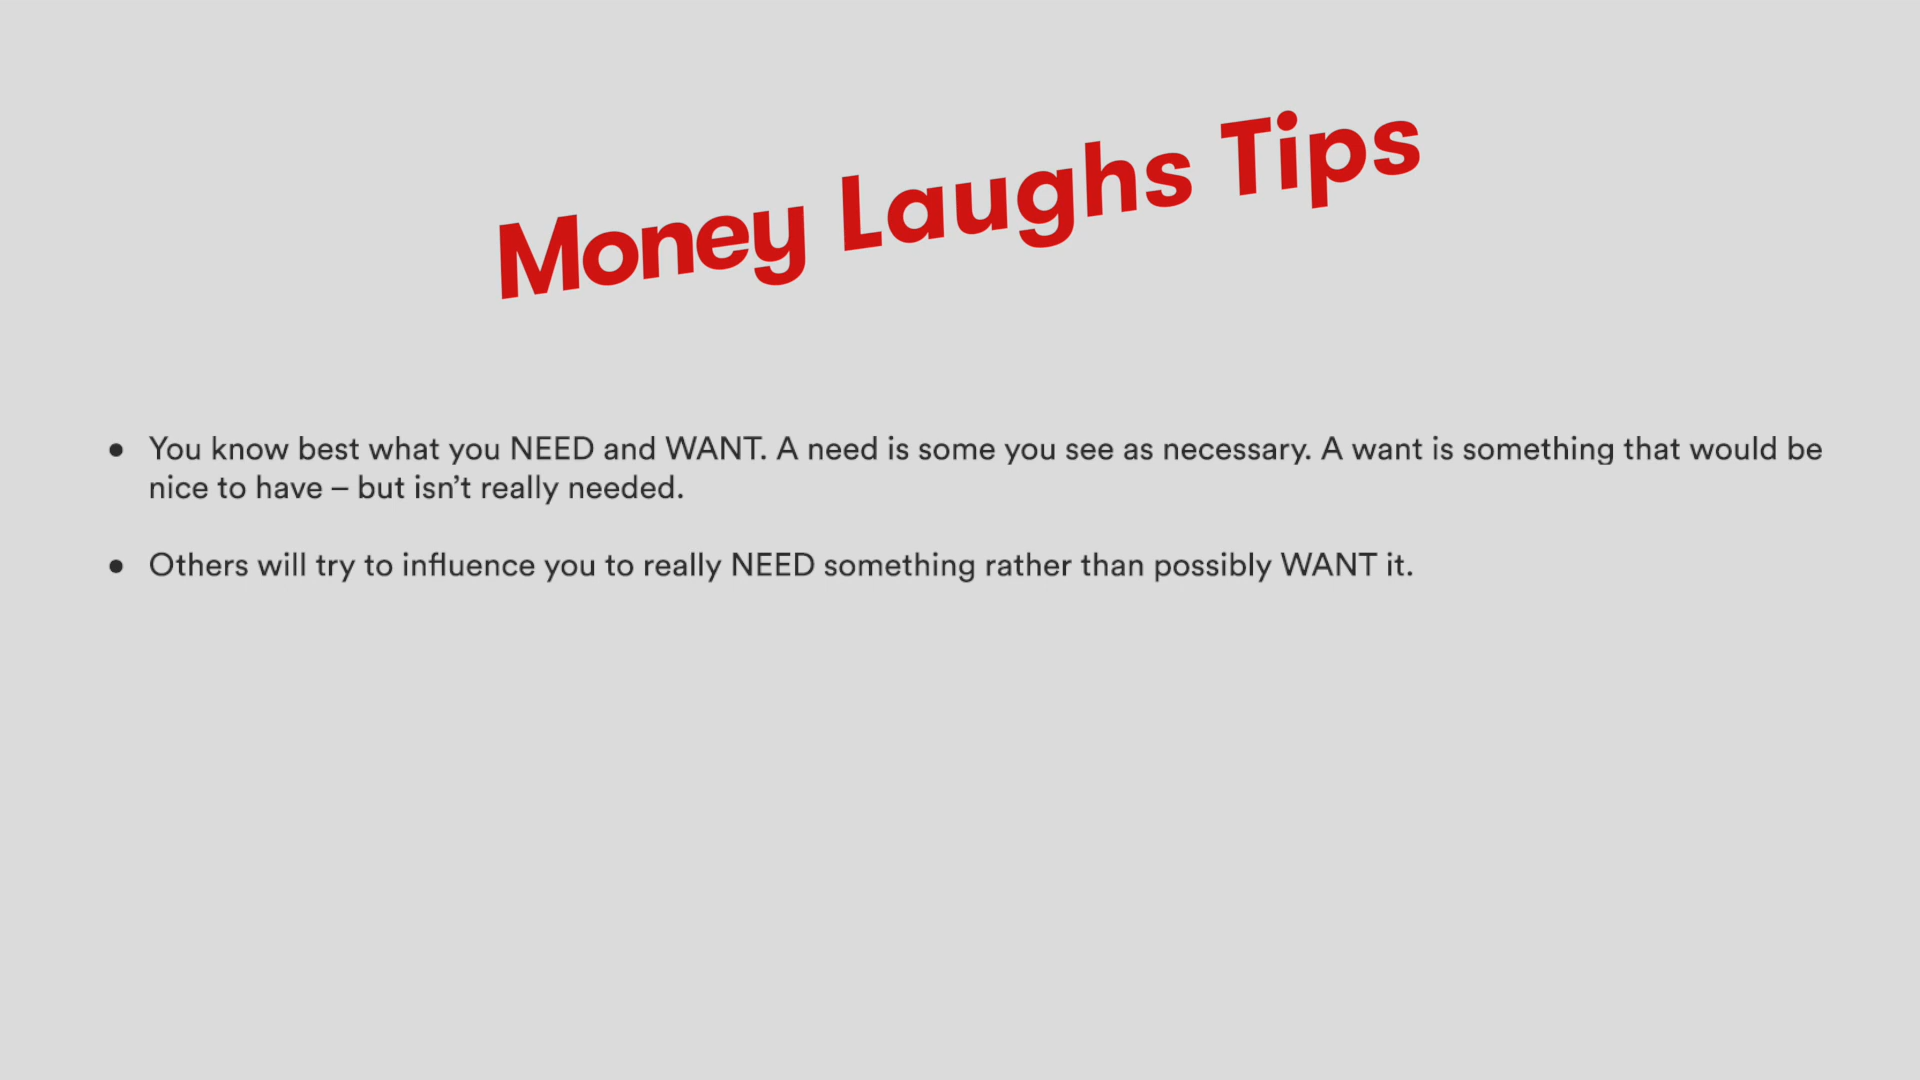 Money Laughs Tips
● You know best what you NEED and WANT. A need is some you see as necessary. A want is something that would be
nice to have – but isn’t really needed.
● Others will try to influence you to really NEED something rather than possibly WANT it.